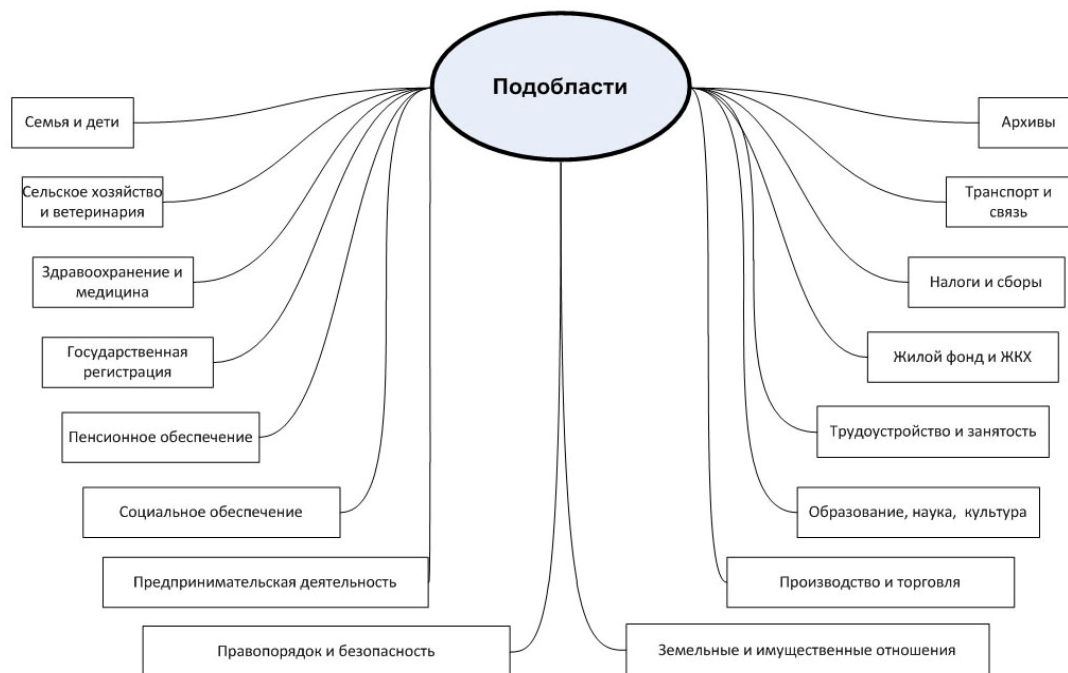 Подобласти
Семья и дети
Сельское хозяйство
и ветеринария
Здравоохранение и
медицина
Государственная
регистрация
Пенсионное обеспечение
Социальное обеспечение
Предпринимательская деятельность
Правопорядок и безопасность
Архивы
Транспорт и
связь
Налоги и сборы
Жилой фонд и ЖКХ
Трудоустройство и занятость
Образование, наука, культура
Производство и торговля
Земельные и имущественные отношения